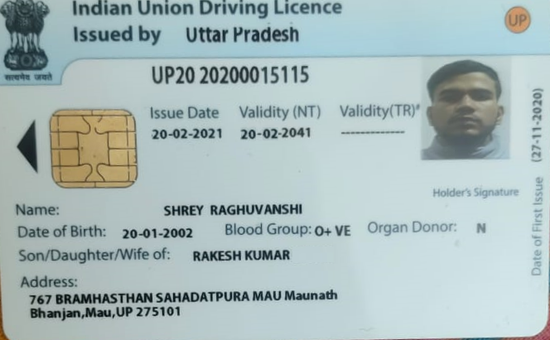 Indian Union Driving Licence
Issued by Uttar Pradesh
UP
सत्यमेव जयते
UP20 20200015115
Issue Date Validity (NT) Validity(TR)#
20-02-2021 20-02-2041 -------------
Holder's Signature
Date of First Issue (27-11-2020)
Name: SHREY RAGHUVANSHI
Date of Birth: 20-01-2002 Blood Group: O+ VE Organ Donor: N
Son/Daughter/Wife of: RAKESH KUMAR
Address:
767 BRAMHASTHAN SAHADATPURA MAU Maunath
Bhanjan,Mau,UP 275101